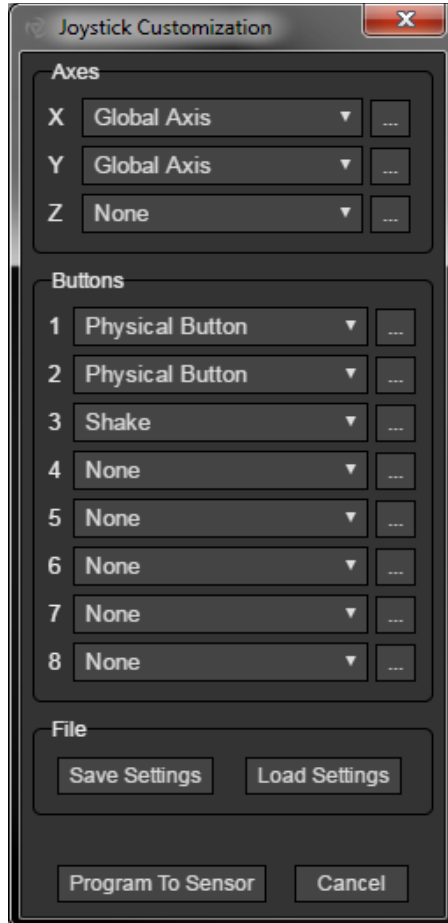 Joystick Customization
Axes
X Global Axis ...
Y Global Axis ...
Z None ...
Buttons
1 Physical Button ...
2 Physical Button ...
3 Shake ...
4 None ...
5 None ...
6 None ...
7 None ...
8 None ...
File
Save Settings Load Settings
Program To Sensor Cancel